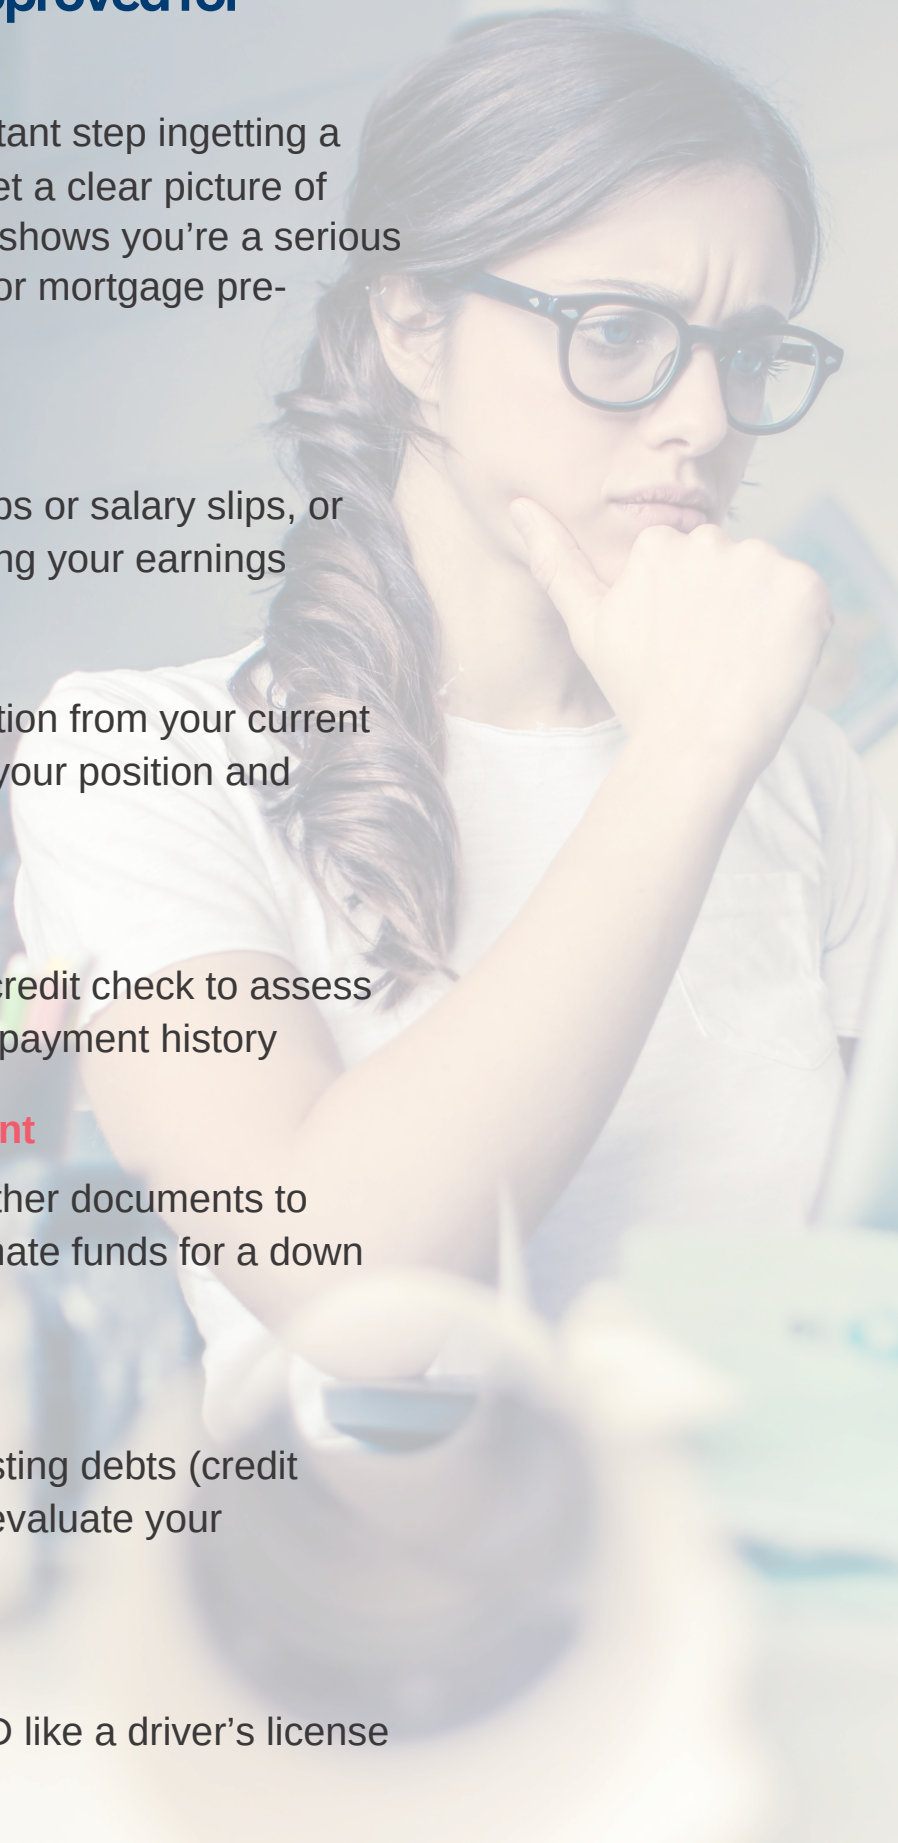 pproved for
tant step ingetting a
et a clear picture of
shows you’re a serious
or mortgage pre-
ps or salary slips, or
ng your earnings
tion from your current
your position and
credit check to assess
payment history
nt
ther documents to
nate funds for a down
sting debts (credit
evaluate your
D like a driver’s license